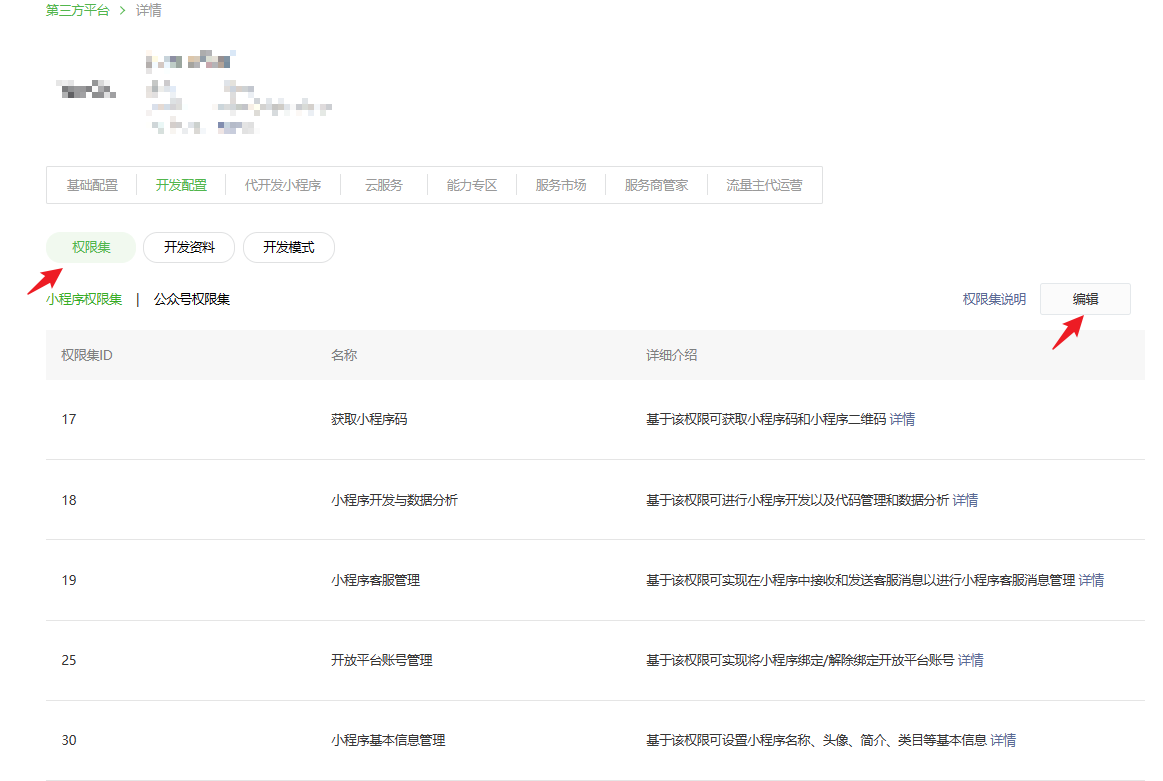 第三方平台 > 详情
基础配置 开发配置 代开发小程序 云服务 能力专区 服务市场 服务商管家 流量主代运营
权限集 开发资料 开发模式
小程序权限集 | 公众号权限集 权限集说明 编辑
权限集ID 名称 详细介绍
17 获取小程序码 基于该权限可获取小程序码和小程序二维码 详情
18 小程序开发与数据分析 基于该权限可进行小程序开发以及代码管理和数据分析 详情
19 小程序客服管理 基于该权限可实现在小程序中接收和发送客服消息以进行小程序客服消息管理 详情
25 开放平台账号管理 基于该权限可实现将小程序绑定/解除绑定开放平台账号 详情
30 小程序基本信息管理 基于该权限可设置小程序名称、头像、简介、类目等基本信息 详情